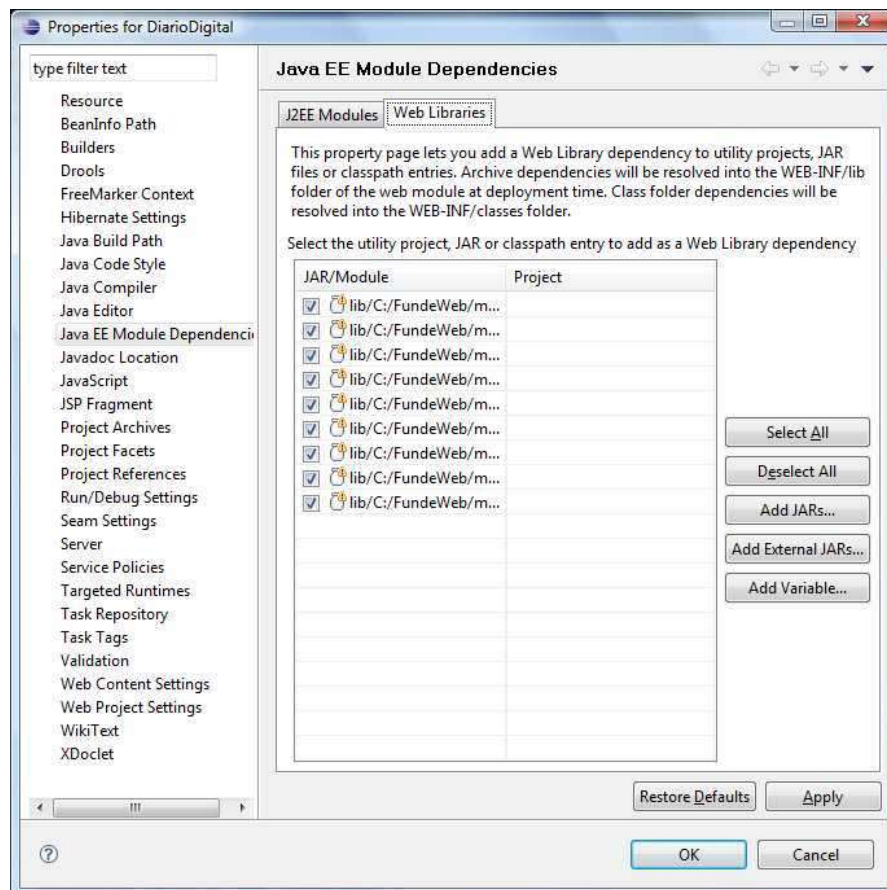 Properties for DiarioDigital
type filter text
Resource
BeanInfo Path
Builders
Drools
FreeMarker Context
Hibernate Settings
Java Build Path
Java Code Style
Java Compiler
Java Editor
Java EE Module Dependenci
Javadoc Location
JavaScript
JSP Fragment
Project Archives
Project Facets
Project References
Run/Debug Settings
Seam Settings
Server
Service Policies
Targeted Runtimes
Task Repository
Task Tags
Validation
Web Content Settings
Web Project Settings
WikiText
XDoclet
Java EE Module Dependencies
J2EE Modules Web Libraries
This property page lets you add a Web Library dependency to utility projects, JAR
files or classpath entries. Archive dependencies will be resolved into the WEB-INF/lib
folder of the web module at deployment time. Class folder dependencies will be
resolved into the WEB-INF/classes folder.
Select the utility project, JAR or classpath entry to add as a Web Library dependency
JAR/Module Project
lib/C:/FundeWeb/m...
lib/C:/FundeWeb/m...
lib/C:/FundeWeb/m...
lib/C:/FundeWeb/m...
lib/C:/FundeWeb/m...
lib/C:/FundeWeb/m...
lib/C:/FundeWeb/m...
lib/C:/FundeWeb/m...
lib/C:/FundeWeb/m...
Select All
Deselect All
Add JARs...
Add External JARs...
Add Variable...
Restore Defaults Apply
OK Cancel